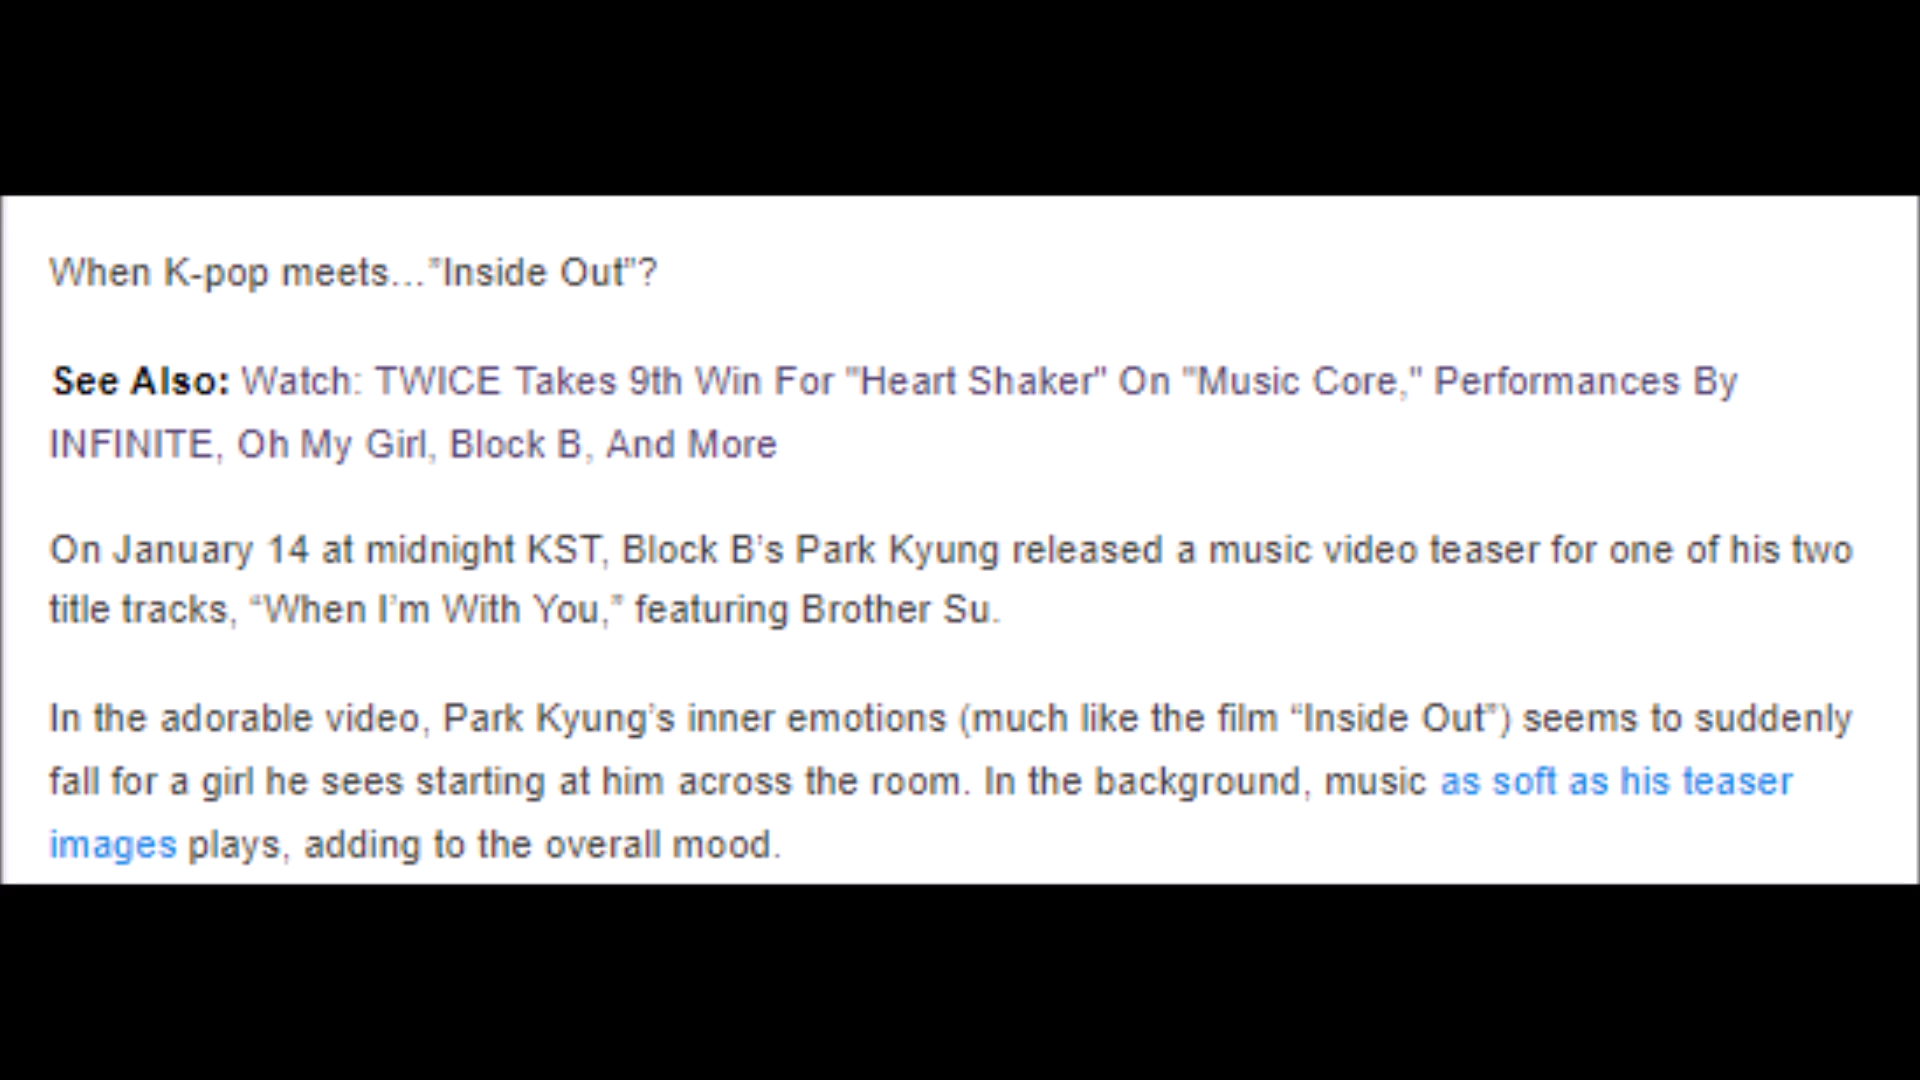 When K-pop meets…"Inside Out"?
See Also: Watch: TWICE Takes 9th Win For "Heart Shaker" On "Music Core," Performances By
INFINITE, Oh My Girl, Block B, And More
On January 14 at midnight KST, Block B’s Park Kyung released a music video teaser for one of his two
title tracks, “When I’m With You,” featuring Brother Su.
In the adorable video, Park Kyung’s inner emotions (much like the film “Inside Out”) seems to suddenly
fall for a girl he sees starting at him across the room. In the background, music as soft as his teaser
images plays, adding to the overall mood.